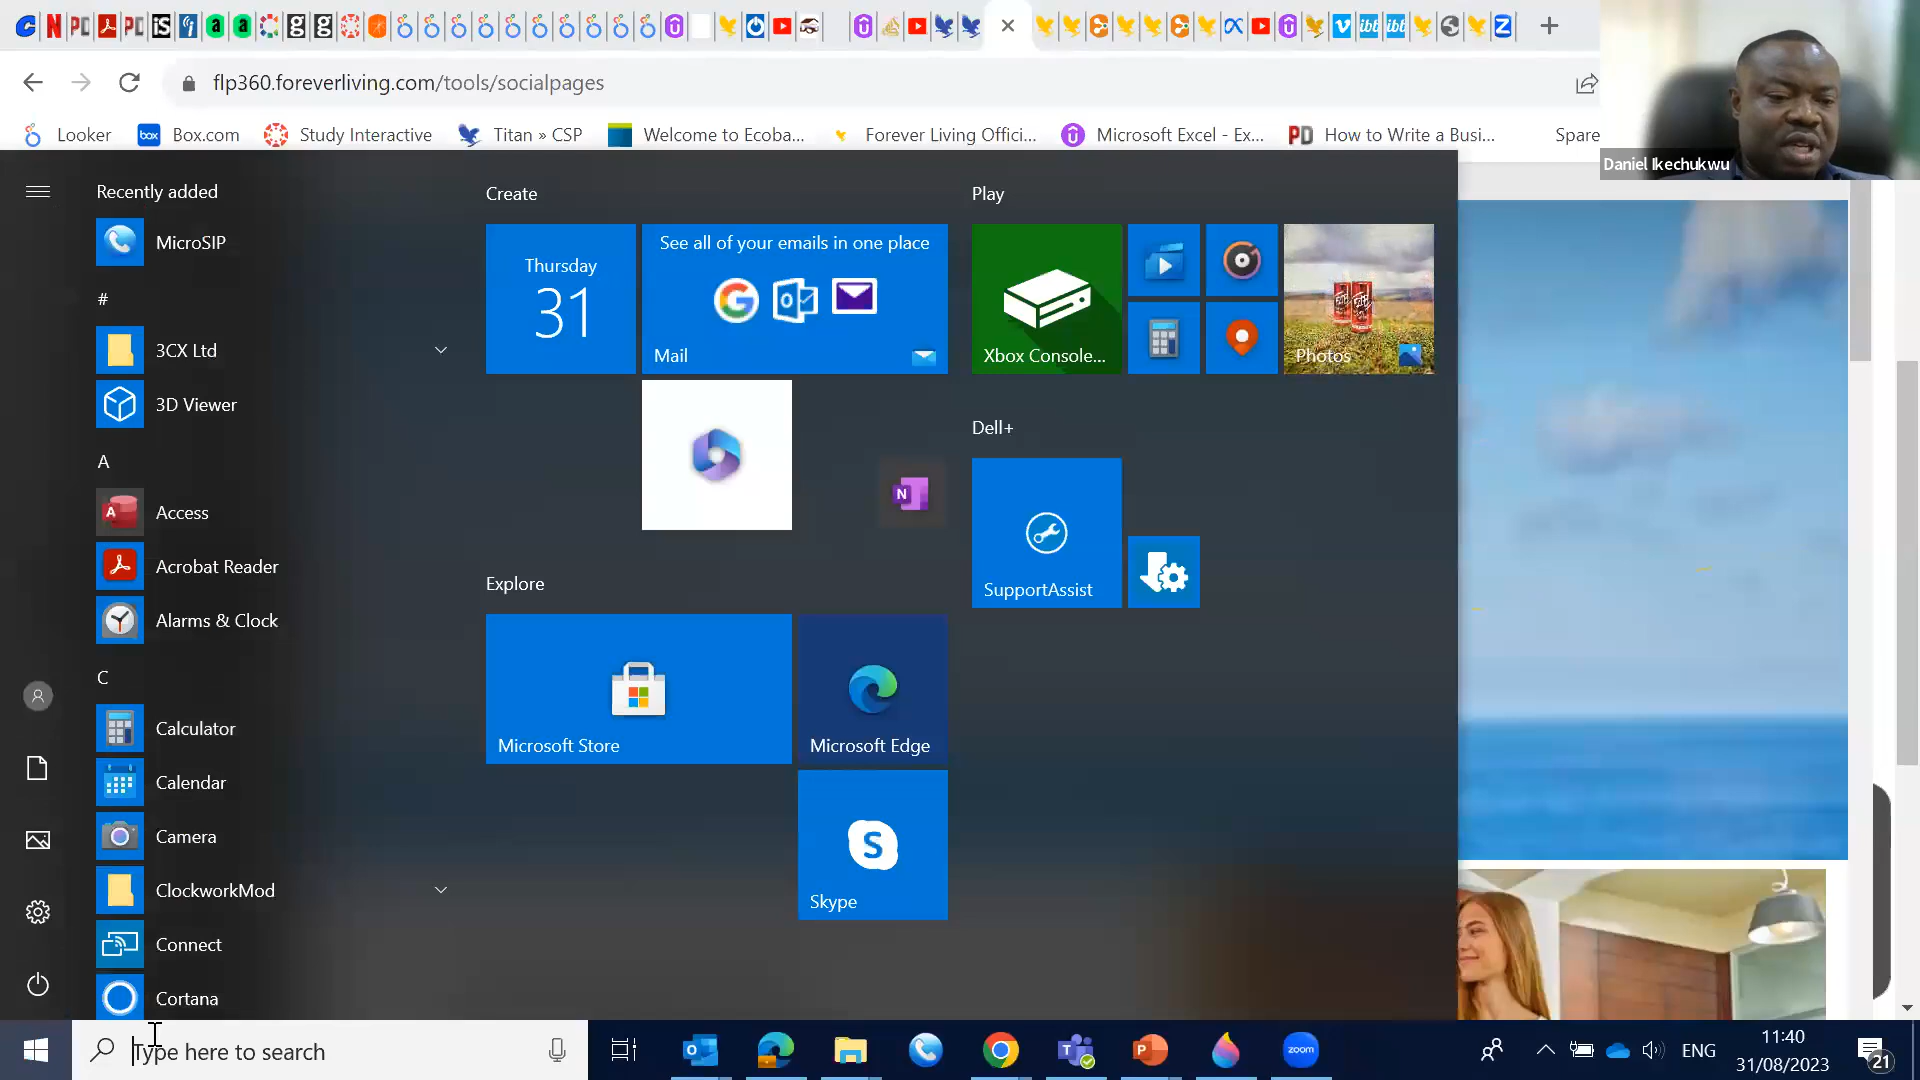 flp360.foreverliving.com/tools/socialpages
Looker
Box.com
Study Interactive
Titan » CSP
Welcome to Ecoba...
Forever Living Offici...
Microsoft Excel - Ex...
How to Write a Busi...
Spare
Daniel Ikechukwu
Recently added
MicroSIP
#
3CX Ltd
3D Viewer
A
Access
Acrobat Reader
Alarms & Clock
C
Calculator
Calendar
Camera
ClockworkMod
Connect
Cortana
Create
Thursday
31
See all of your emails in one place
Mail
Explore
Microsoft Store
Microsoft Edge
Skype
Play
Xbox Console...
Photos
Dell+
SupportAssist
Type here to search
zoom
ENG
11:40
31/08/2023
21